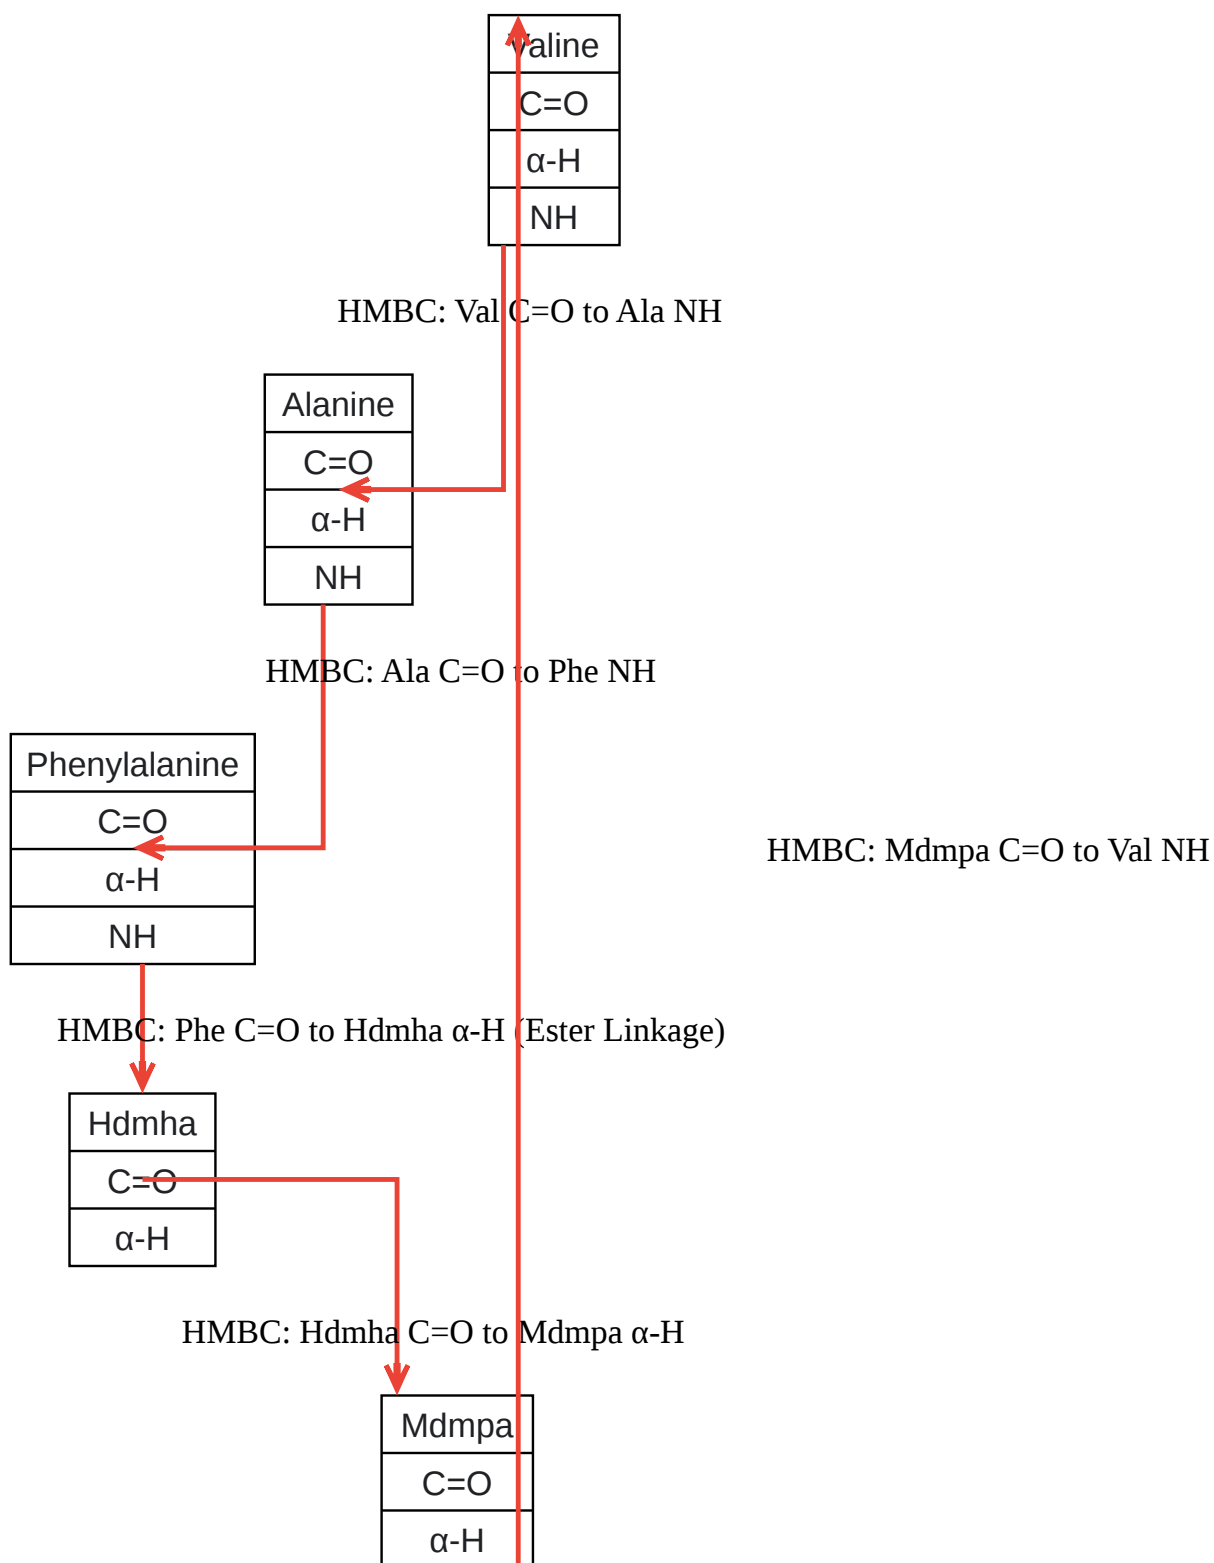 Valine
C=O
α-H
NH
HMBC: Val C=O to Ala NH
Alanine
C=O
α-H
NH
HMBC: Ala C=O to Phe NH
Phenylalanine
C=O
α-H
NH
HMBC: Mdmpa C=O to Val NH
HMBC: Phe C=O to Hdmha α-H (Ester Linkage)
Hdmha
C=O
α-H
HMBC: Hdmha C=O to Mdmpa α-H
Mdmpa
C=O
α-H